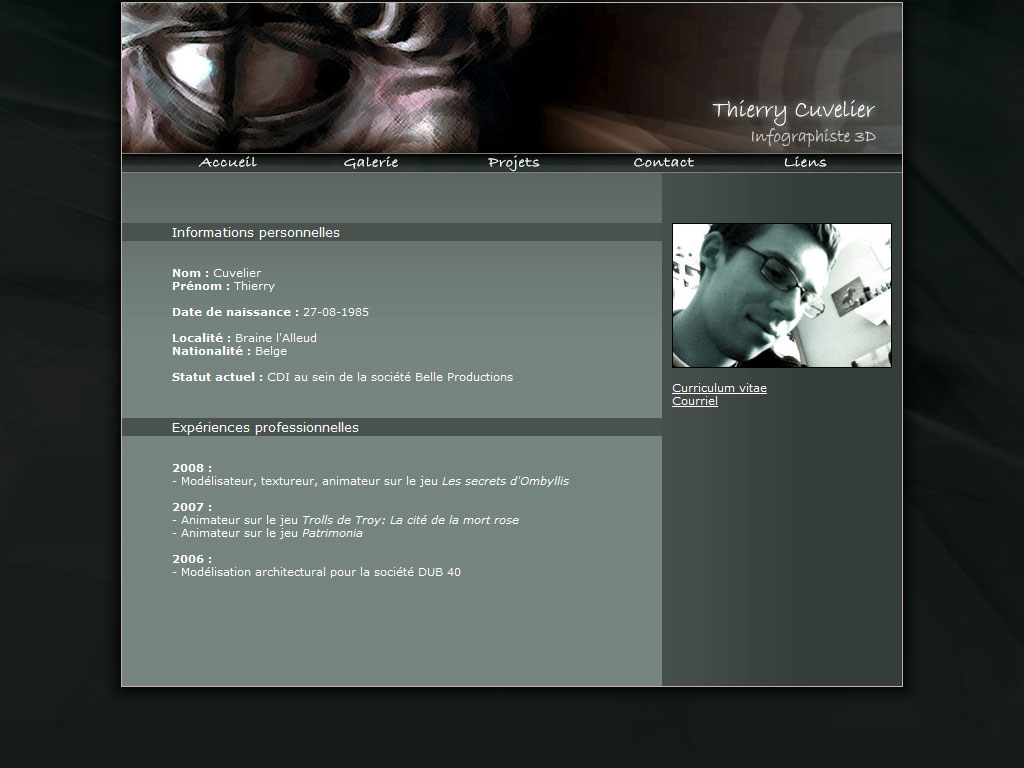 Thierry Cuvelier
Infographiste 3D
Accueil Galerie Projets Contact Liens
Informations personnelles
Nom : Cuvelier
Prénom : Thierry
Date de naissance : 27-08-1985
Localité : Braine l'Alleud
Nationalité : Belge
Statut actuel : CDI au sein de la société Belle Productions
Expériences professionnelles
2008 :
- Modélisateur, textureur, animateur sur le jeu Les secrets d'Ombyllis
2007 :
- Animateur sur le jeu Trolls de Troy: La cité de la mort rose
- Animateur sur le jeu Patrimonia
2006 :
- Modélisation architectural pour la société DUB 40
Curriculum vitae
Courriel